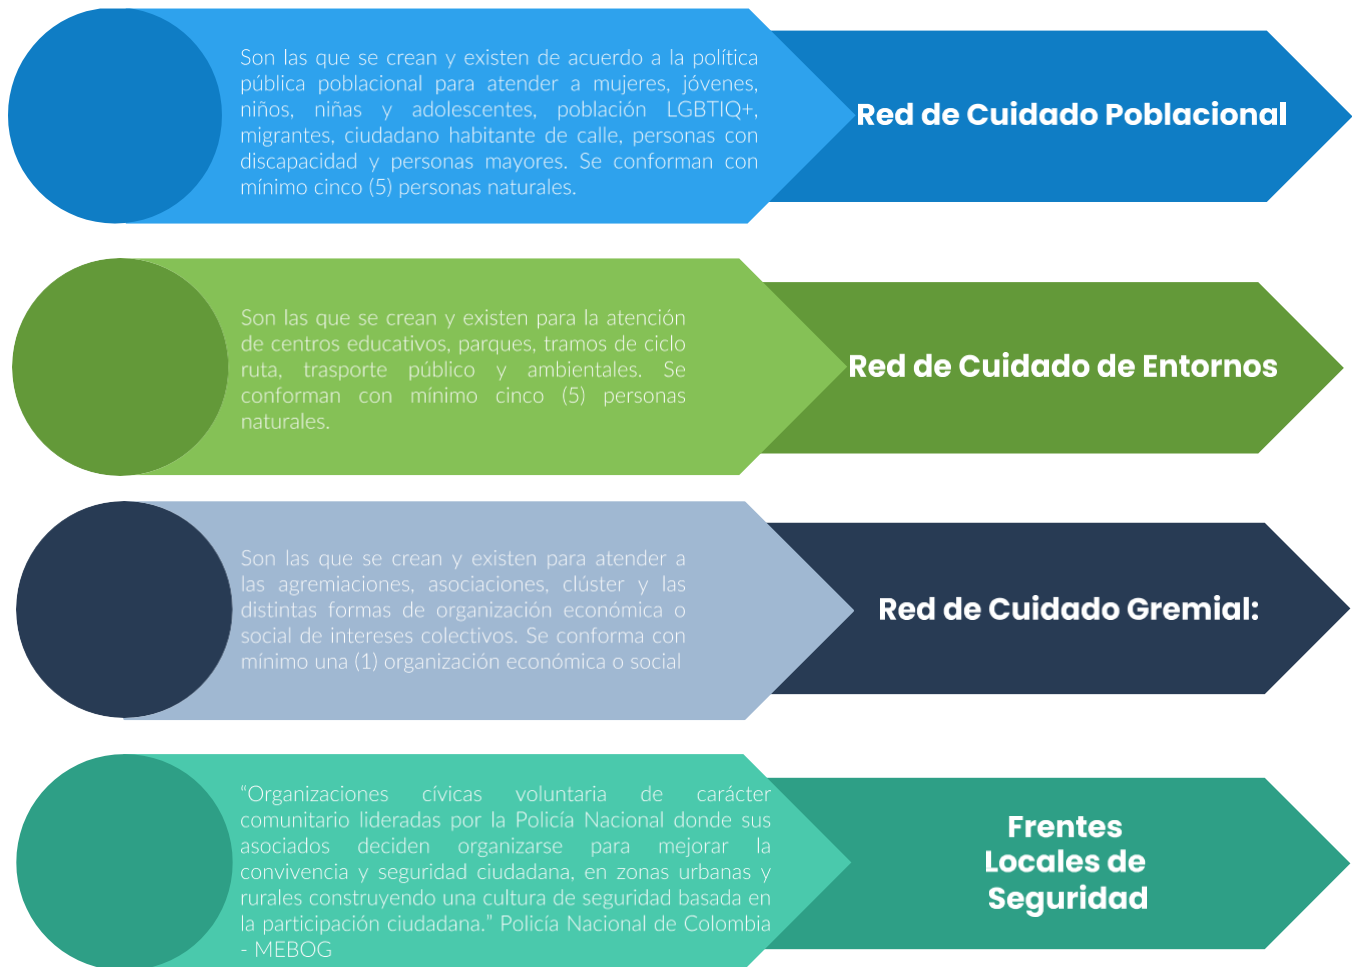 Son las que se crean y existen de acuerdo a la política
pública poblacional para atender a mujeres, jóvenes,
niños, niñas y adolescentes, población LGBTIQ+,
migrantes, ciudadano habitante de calle, personas con
discapacidad y personas mayores. Se conforman con
mínimo cinco (5) personas naturales.
Red de Cuidado Poblacional
Son las que se crean y existen para la atención
de centros educativos, parques, tramos de ciclo
ruta, trasporte público y ambientales. Se
conforman con mínimo cinco (5) personas
naturales.
Red de Cuidado de Entornos
Son las que se crean y existen para atender a
las agremiaciones, asociaciones, clúster y las
distintas formas de organización económica o
social de intereses colectivos. Se conforma con
mínimo una (1) organización económica o social
Red de Cuidado Gremial:
“Organizaciones cívicas voluntaria de carácter
comunitario lideradas por la Policía Nacional donde sus
asociados deciden organizarse para mejorar la
convivencia y seguridad ciudadana, en zonas urbanas y
rurales construyendo una cultura de seguridad basada en
la participación ciudadana.” Policía Nacional de Colombia
- MEBOG
Frentes
Locales de
Seguridad